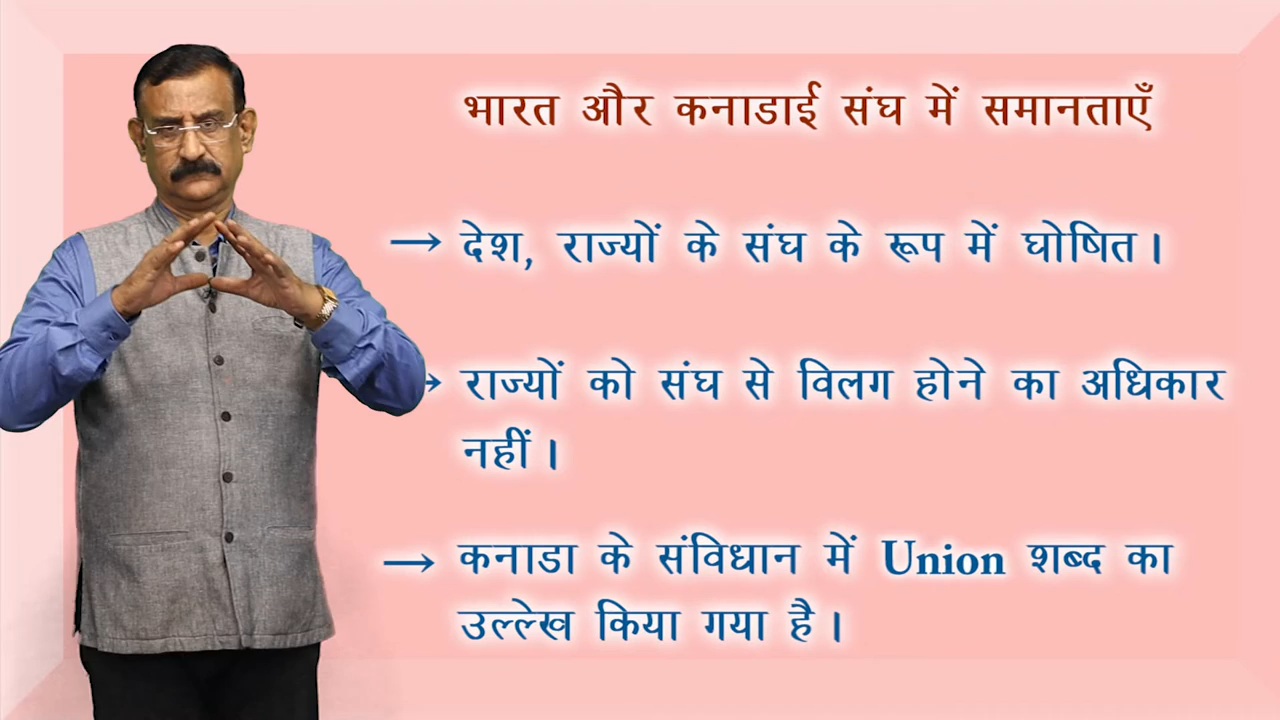 भारत और कनाडाई संघ में समानताएँ
→ देश, राज्यों के संघ के रूप में घोषित।
→ राज्यों को संघ से विलग होने का अधिकार
नहीं।
→ कनाडा के संविधान में Union शब्द का
उल्लेख किया गया है।